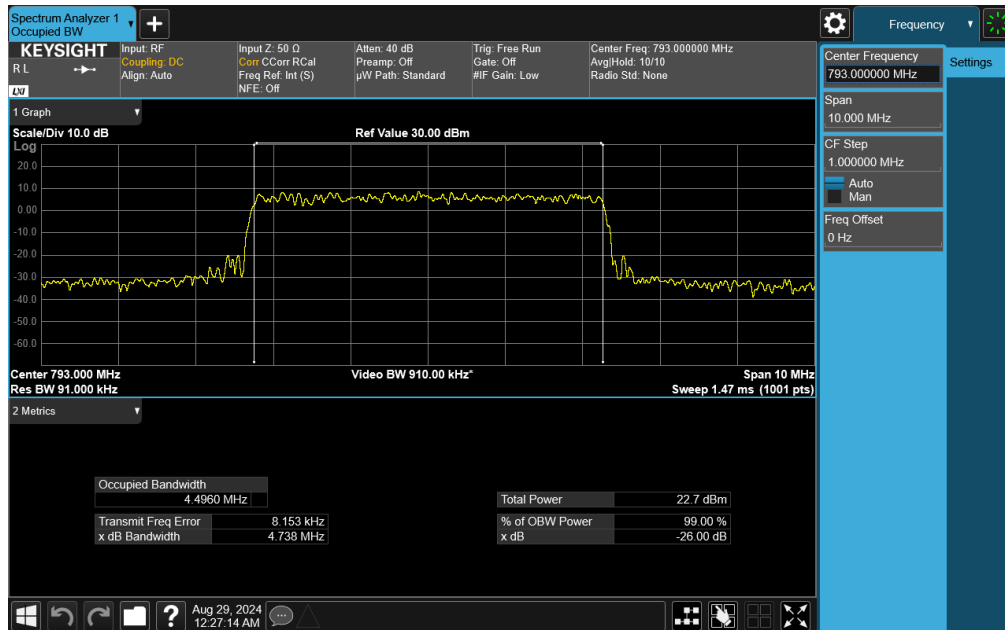 Spectrum Analyzer 1
Occupied BW
Frequency
KEYSIGHT
R L
LXI
Input: RF
Coupling: DC
Align: Auto
Input Z: 50 Ω
Corr CCorr RCal
Freq Ref: Int (S)
NFE: Off
Atten: 40 dB
Preamp: Off
µW Path: Standard
Trig: Free Run
Gate: Off
#IF Gain: Low
Center Freq: 793.000000 MHz
Avg|Hold: 10/10
Radio Std: None
Center Frequency
793.000000 MHz
Settings
Span
10.000 MHz
CF Step
1.000000 MHz
Auto
Man
Freq Offset
0 Hz
1 Graph
Scale/Div 10.0 dB
Ref Value 30.00 dBm
Log
20.0
10.0
0.00
-10.0
-20.0
-30.0
-40.0
-50.0
-60.0
Center 793.000 MHz
Video BW 910.00 kHz*
Span 10 MHz
Res BW 91.000 kHz
Sweep 1.47 ms (1001 pts)
2 Metrics
Occupied Bandwidth
4.4960 MHz
Total Power 22.7 dBm
Transmit Freq Error 8.153 kHz
% of OBW Power 99.00 %
x dB Bandwidth 4.738 MHz
x dB -26.00 dB
?
Aug 29, 2024
12:27:14 AM